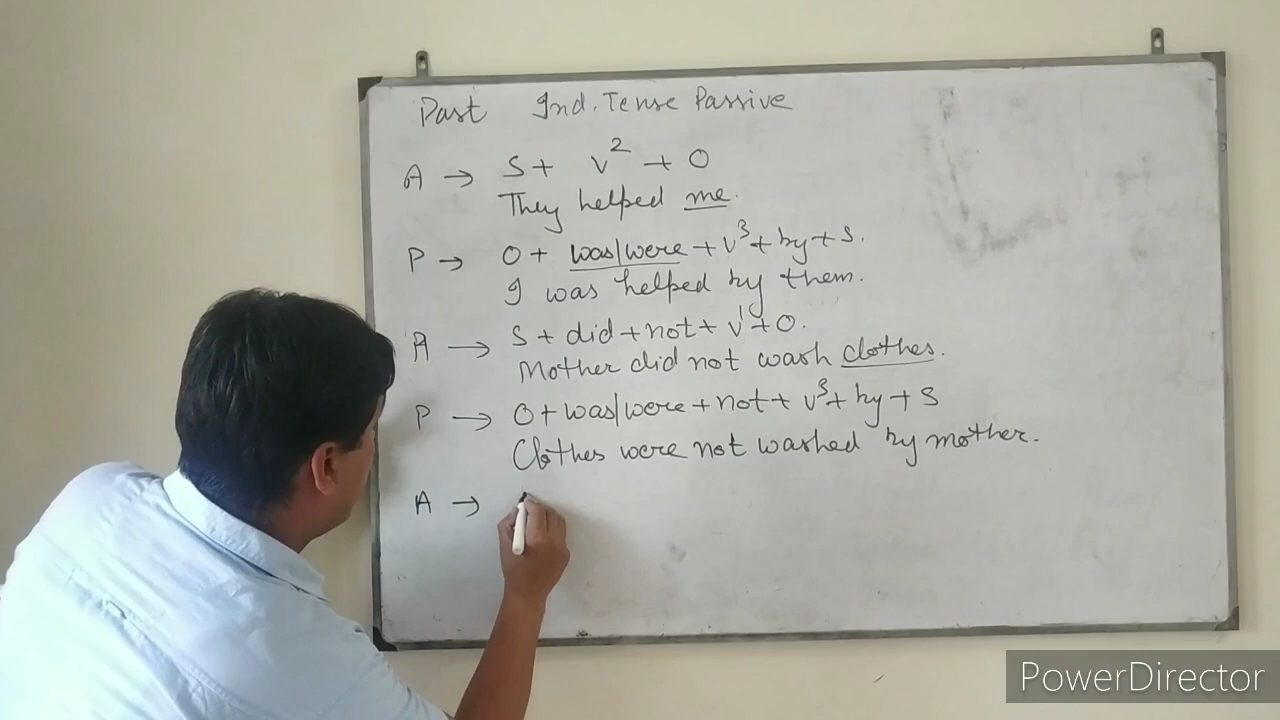 Past Ind. Tense Passive
A → S + V² + O
They helped me.
P → O + was/were + V³ + by + S.
I was helped by them.
A → S + did + not + V¹ + O.
Mother did not wash clothes.
P → O + was/were + not + V³ + by + S
Clothes were not washed by mother.
A →
PowerDirector